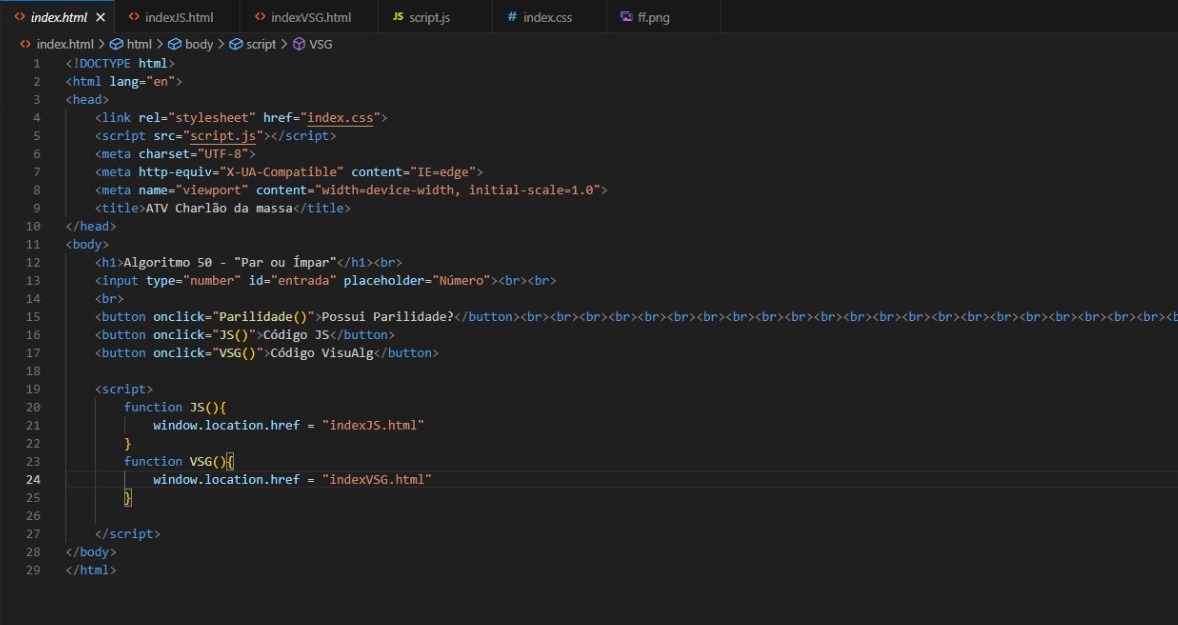 index.html indexJS.html indexVSG.html JS script.js # index.css ff.png
index.html > html > body > script > VSG
1 <!DOCTYPE html>
2 <html lang="en">
3 <head>
4 <link rel="stylesheet" href="index.css">
5 <script src="script.js"></script>
6 <meta charset="UTF-8">
7 <meta http-equiv="X-UA-Compatible" content="IE=edge">
8 <meta name="viewport" content="width=device-width, initial-scale=1.0">
9 <title>ATV Charlão da massa</title>
10 </head>
11 <body>
12 <h1>Algoritmo 50 - "Par ou Ímpar"</h1><br>
13 <input type="number" id="entrada" placeholder="Número"><br><br>
14 <br>
15 <button onclick="Parilidade()">Possui Parilidade?</button><br><br><br><br><br><br><br><br><br><br><br><br><br><br><br><br><br><br><br><br><br><br><b
16 <button onclick="JS()">Código JS</button>
17 <button onclick="VSG()">Código VisuAlg</button>
18
19 <script>
20 function JS(){
21 window.location.href = "indexJS.html"
22 }
23 function VSG(){
24 window.location.href = "indexVSG.html"
25 }
26
27 </script>
28 </body>
29 </html>